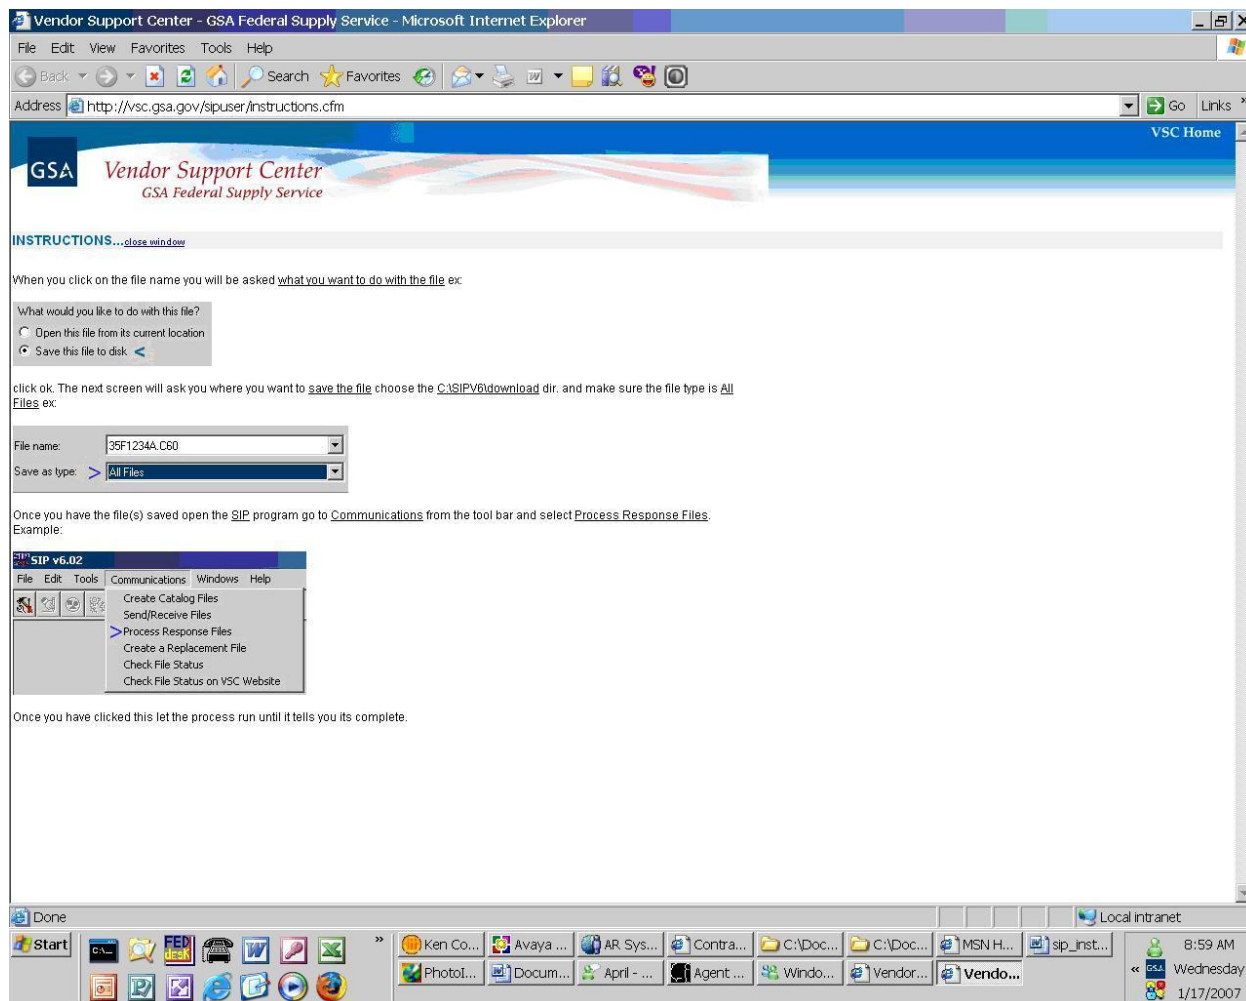 Vendor Support Center - GSA Federal Supply Service - Microsoft Internet Explorer
File Edit View Favorites Tools Help
Back Search Favorites
Address http://vsc.gsa.gov/sipuser/instructions.cfm Go Links »
VSC Home
GSA Vendor Support Center
GSA Federal Supply Service
INSTRUCTIONS...close window
When you click on the file name you will be asked what you want to do with the file ex:
What would you like to do with this file?
Open this file from its current location
Save this file to disk <
click ok. The next screen will ask you where you want to save the file choose the C:\SIPV6\download dir. and make sure the file type is All
Files ex:
File name: 35F1234A.C60
Save as type: > All Files
Once you have the file(s) saved open the SIP program go to Communications from the tool bar and select Process Response Files.
Example:
SIP v6.02
File Edit Tools Communications Windows Help
Create Catalog Files
Send/Receive Files
>Process Response Files
Create a Replacement File
Check File Status
Check File Status on VSC Website
Once you have clicked this let the process run until it tells you its complete.
Done Local intranet
Start FED desk » Ken Co... Avaya ... AR Sys... Contra... C:\Doc... C:\Doc... MSN H... sip_inst... 8:59 AM
PhotoI... Docum... April - ... Agent ... Windo... Vendor... Vendo... « GSA Wednesday
1/17/2007